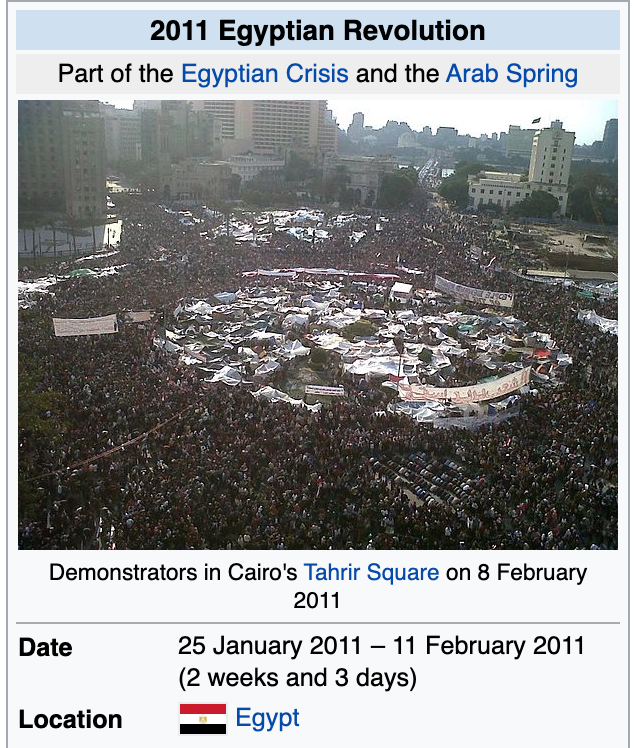 2011 Egyptian Revolution
Part of the Egyptian Crisis and the Arab Spring
Demonstrators in Cairo's Tahrir Square on 8 February
2011
Date
25 January 2011 – 11 February 2011
(2 weeks and 3 days)
Location
Egypt